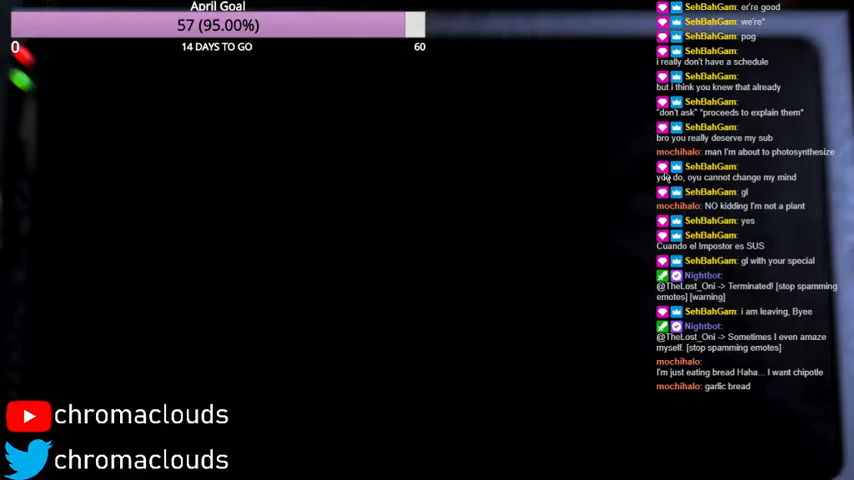 April Goal
57 (95.00%)
0
14 DAYS TO GO
60
SehBahGam: er're good
SehBahGam: we're*
SehBahGam: pog
SehBahGam:
i really don't have a schedule
SehBahGam:
but i think you knew that already
SehBahGam:
"don't ask" *proceeds to explain them*
SehBahGam:
bro you really deserve my sub
mochihalo: man I'm about to photosynthesize
SehBahGam:
you do, oyu cannot change my mind
SehBahGam: gl
mochihalo: NO kidding I'm not a plant
SehBahGam: yes
SehBahGam:
Cuando el Impostor es SUS
SehBahGam: gl with your special
Nightbot:
@TheLost_Oni -> Terminated! [stop spamming
emotes] [warning]
SehBahGam: i am leaving, Byee
Nightbot:
@TheLost_Oni -> Sometimes I even amaze
myself. [stop spamming emotes]
mochihalo:
I'm just eating bread Haha... I want chipotle
mochihalo: garlic bread
chromaclouds
chromaclouds